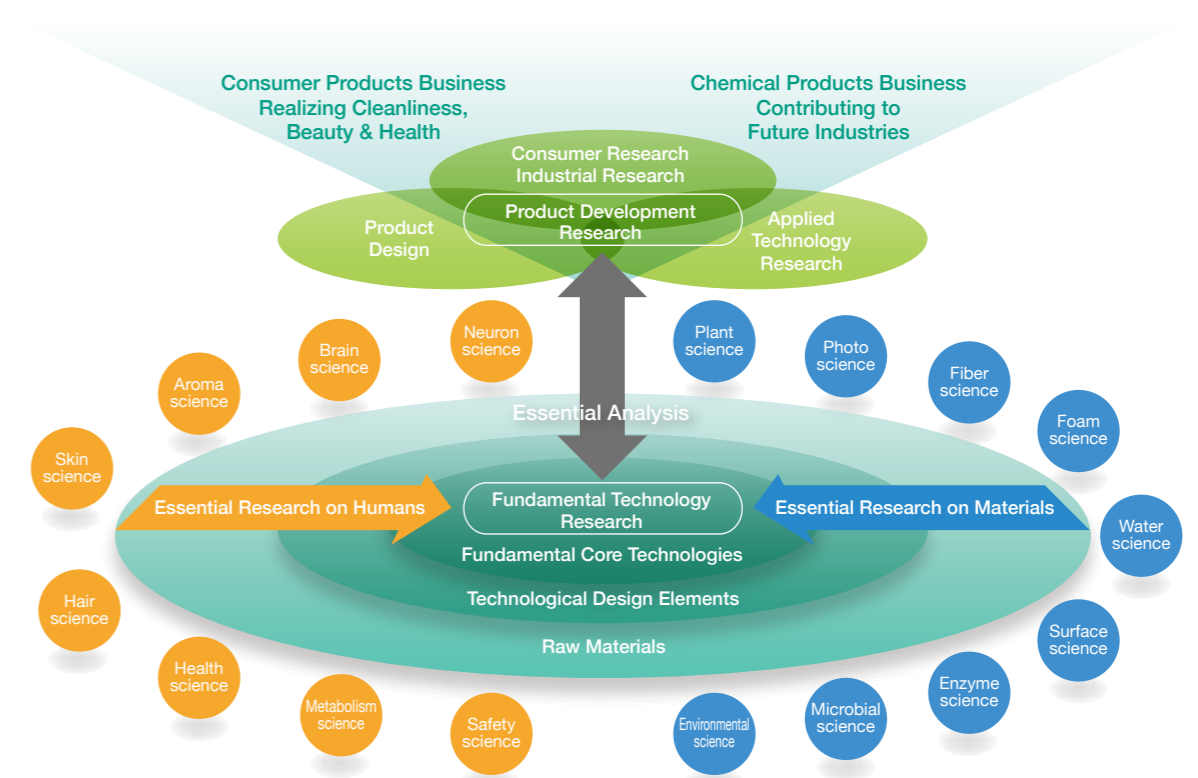 Consumer Products Business
Realizing Cleanliness,
Beauty & Health
Chemical Products Business
Contributing to
Future Industries
Consumer Research
Industrial Research
Product Development
Research
Product
Design
Applied
Technology
Research
Neuron
science
Brain
science
Aroma
science
Skin
science
Plant
science
Photo
science
Fiber
science
Foam
science
Essential Analysis
Essential Research on Humans
Fundamental Technology
Research
Essential Research on Materials
Fundamental Core Technologies
Technological Design Elements
Raw Materials
Water
science
Hair
science
Health
science
Metabolism
science
Safety
science
Environmental
science
Microbial
science
Enzyme
science
Surface
science